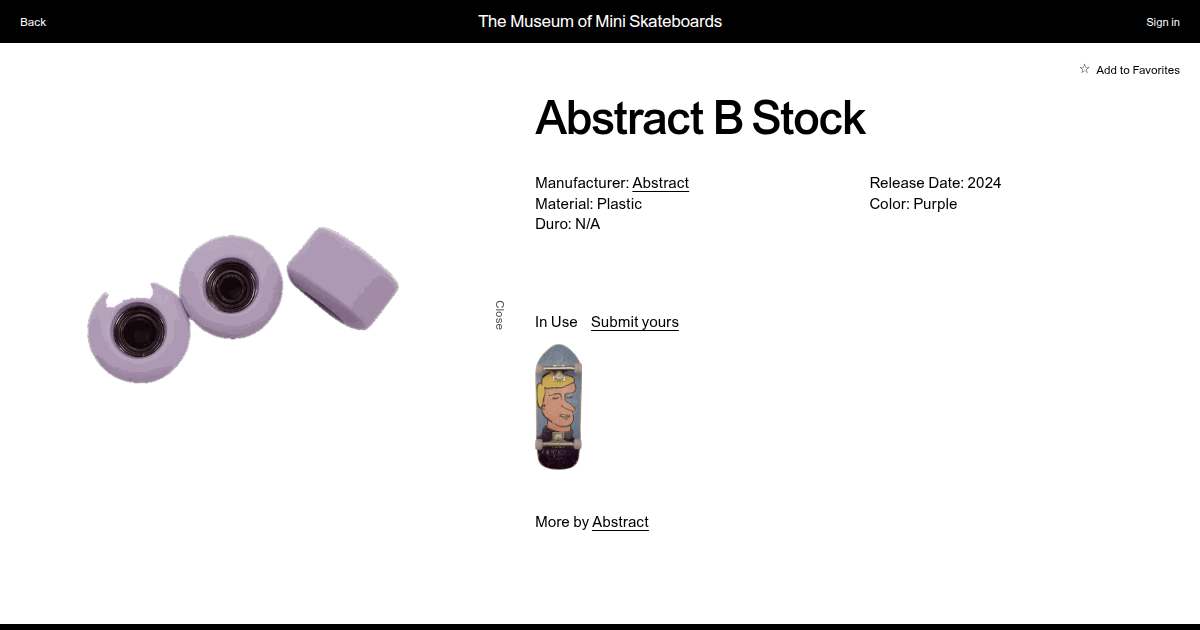 Back
The Museum of Mini Skateboards
Sign in
☆ Add to Favorites
Abstract B Stock
Manufacturer: Abstract
Release Date: 2024
Material: Plastic
Color: Purple
Duro: N/A
Close
In Use Submit yours
More by Abstract